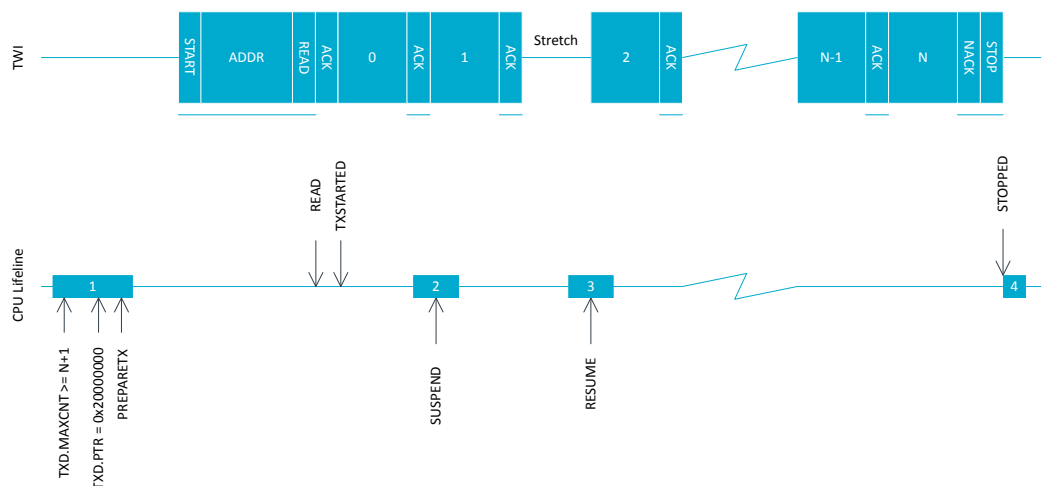 TWI
START
ADDR
READ
ACK
0
ACK
1
ACK
Stretch
2
ACK
N-1
ACK
N
NACK
STOP
CPU Lifeline
READ
TXSTARTED
STOPPED
1
2
3
4
TXD.MAXCNT >= N+1
TXD.PTR = 0x20000000
PREPARETX
SUSPEND
RESUME